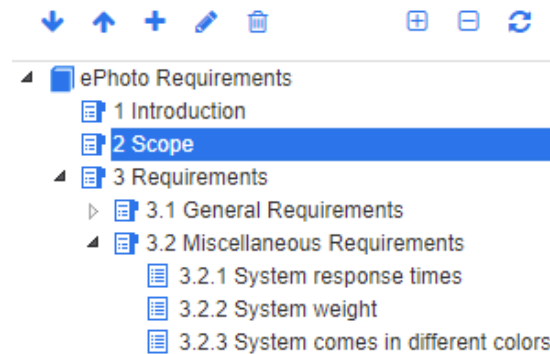 ePhoto Requirements
1 Introduction
2 Scope
3 Requirements
3.1 General Requirements
3.2 Miscellaneous Requirements
3.2.1 System response times
3.2.2 System weight
3.2.3 System comes in different colors